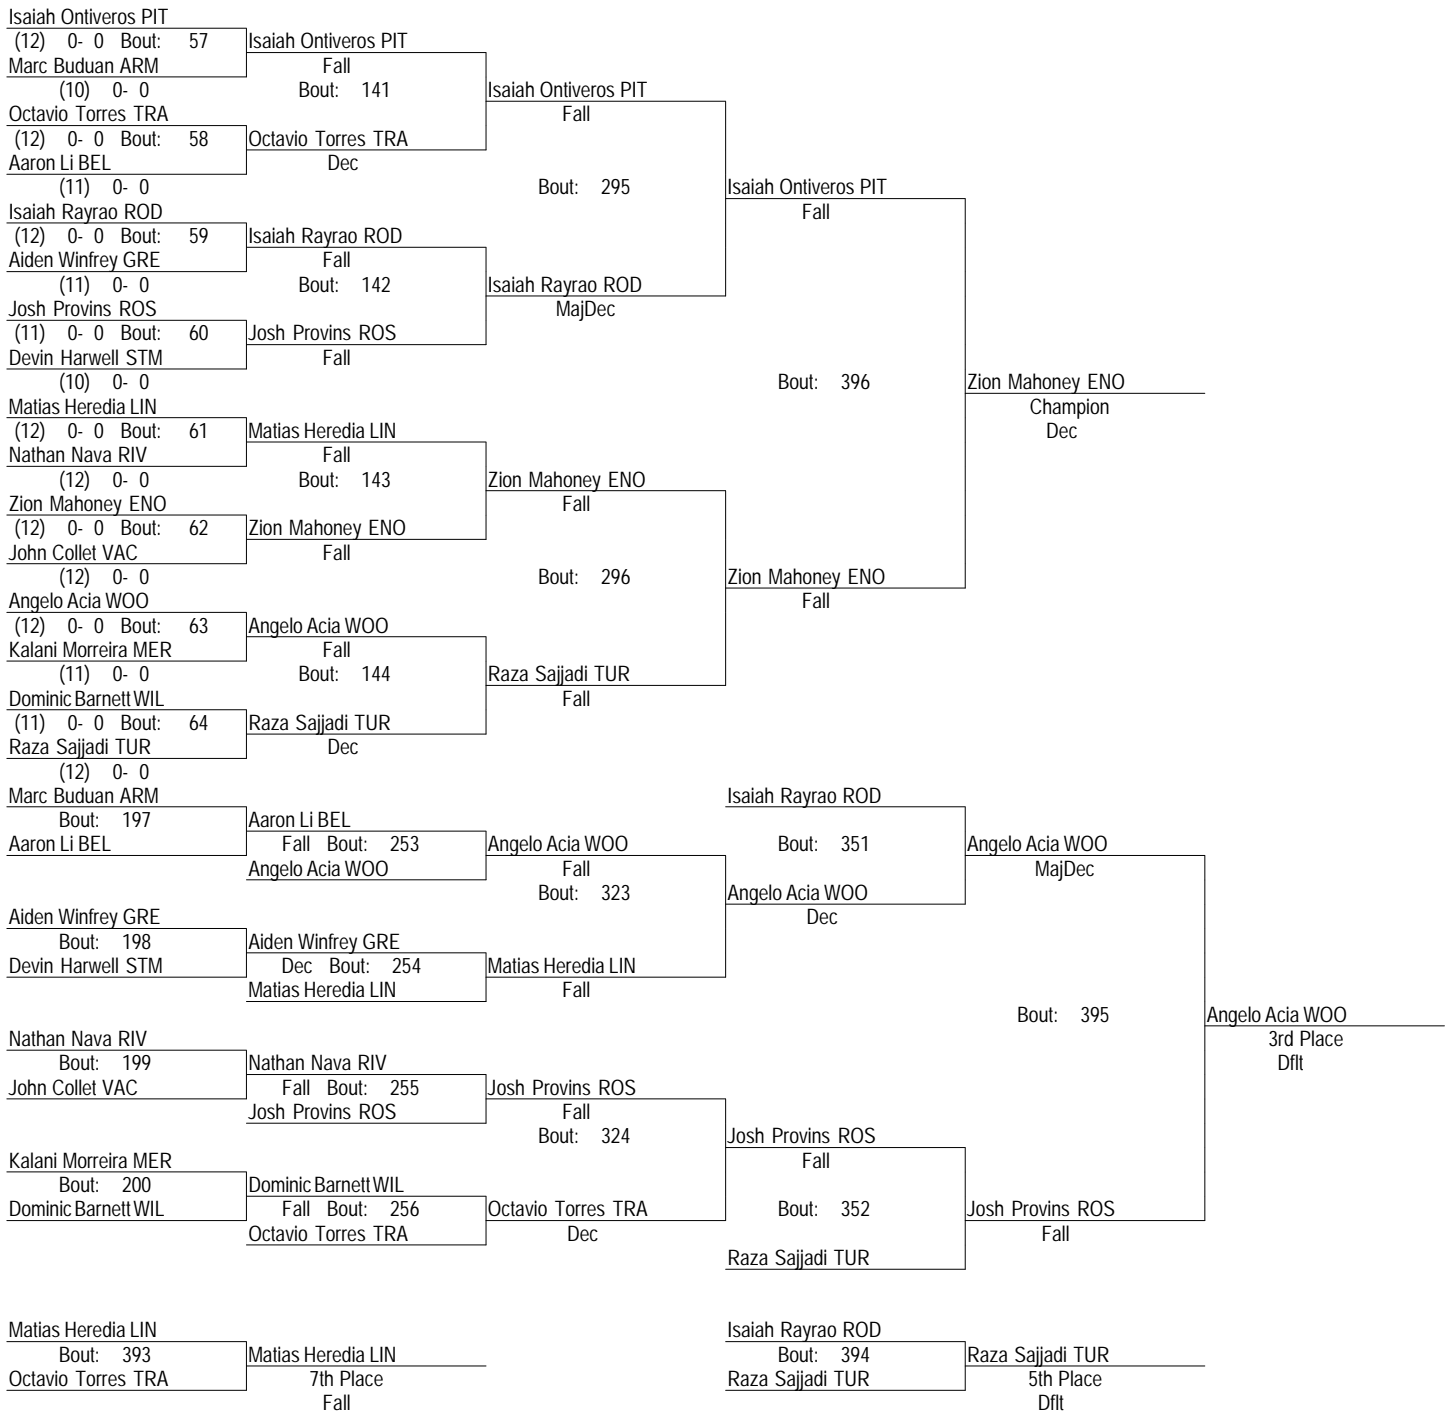 Isaiah Ontiveros PIT
(12) 0- 0 Bout: 57 Isaiah Ontiveros PIT
Marc Buduan ARM Fall
(10) 0- 0 Bout: 141 Isaiah Ontiveros PIT
Octavio Torres TRA Fall
(12) 0- 0 Bout: 58 Octavio Torres TRA
Aaron Li BEL Dec
(11) 0- 0 Bout: 295 Isaiah Ontiveros PIT
Isaiah Rayrao ROD Fall
(12) 0- 0 Bout: 59 Isaiah Rayrao ROD
Aiden Winfrey GRE Fall
(11) 0- 0 Bout: 142 Isaiah Rayrao ROD
Josh Provins ROS MajDec
(11) 0- 0 Bout: 60 Josh Provins ROS
Devin Harwell STM Fall
(10) 0- 0 Bout: 396 Zion Mahoney ENO
Matias Heredia LIN Champion
(12) 0- 0 Bout: 61 Matias Heredia LIN Dec
Nathan Nava RIV Fall
(12) 0- 0 Bout: 143 Zion Mahoney ENO
Zion Mahoney ENO Fall
(12) 0- 0 Bout: 62 Zion Mahoney ENO
John Collet VAC Fall
(12) 0- 0 Bout: 296 Zion Mahoney ENO
Angelo Acia WOO Fall
(12) 0- 0 Bout: 63 Angelo Acia WOO
Kalani Morreira MER Fall
(11) 0- 0 Bout: 144 Raza Sajjadi TUR
Dominic Barnett WIL Fall
(11) 0- 0 Bout: 64 Raza Sajjadi TUR
Raza Sajjadi TUR Dec
(12) 0- 0
Marc Buduan ARM Isaiah Rayrao ROD
Bout: 197 Aaron Li BEL
Aaron Li BEL Fall Bout: 253 Angelo Acia WOO Bout: 351 Angelo Acia WOO
Angelo Acia WOO Fall MajDec
Bout: 323 Angelo Acia WOO
Aiden Winfrey GRE Dec
Bout: 198 Aiden Winfrey GRE
Devin Harwell STM Dec Bout: 254 Matias Heredia LIN
Matias Heredia LIN Fall
Bout: 395 Angelo Acia WOO
Nathan Nava RIV 3rd Place
Bout: 199 Nathan Nava RIV Dflt
John Collet VAC Fall Bout: 255 Josh Provins ROS
Josh Provins ROS Fall
Bout: 324 Josh Provins ROS
Kalani Morreira MER Fall
Bout: 200 Dominic Barnett WIL
Dominic Barnett WIL Fall Bout: 256 Octavio Torres TRA Bout: 352 Josh Provins ROS
Octavio Torres TRA Dec Fall
Raza Sajjadi TUR
Matias Heredia LIN Isaiah Rayrao ROD
Bout: 393 Matias Heredia LIN Bout: 394 Raza Sajjadi TUR
Octavio Torres TRA 7th Place Raza Sajjadi TUR 5th Place
Fall Dflt